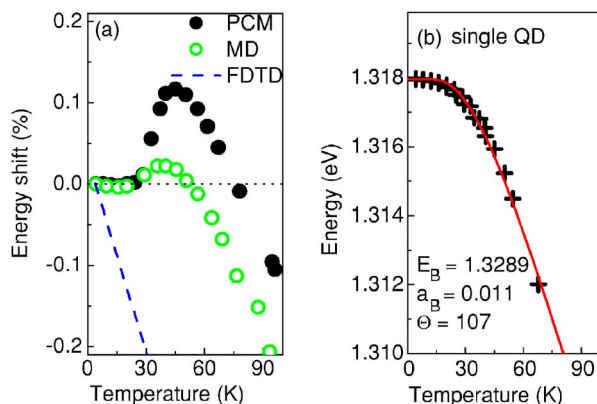 (a)
PCM
MD
FDTD
0.2
0.1
0.0
-0.1
-0.2
Energy shift (%)
0
30
60
90
Temperature (K)
(b) single QD
1.318
1.316
1.314
1.312
1.310
Energy (eV)
E_B = 1.3289
a_B = 0.011
Θ = 107
0
30
60
90
Temperature (K)